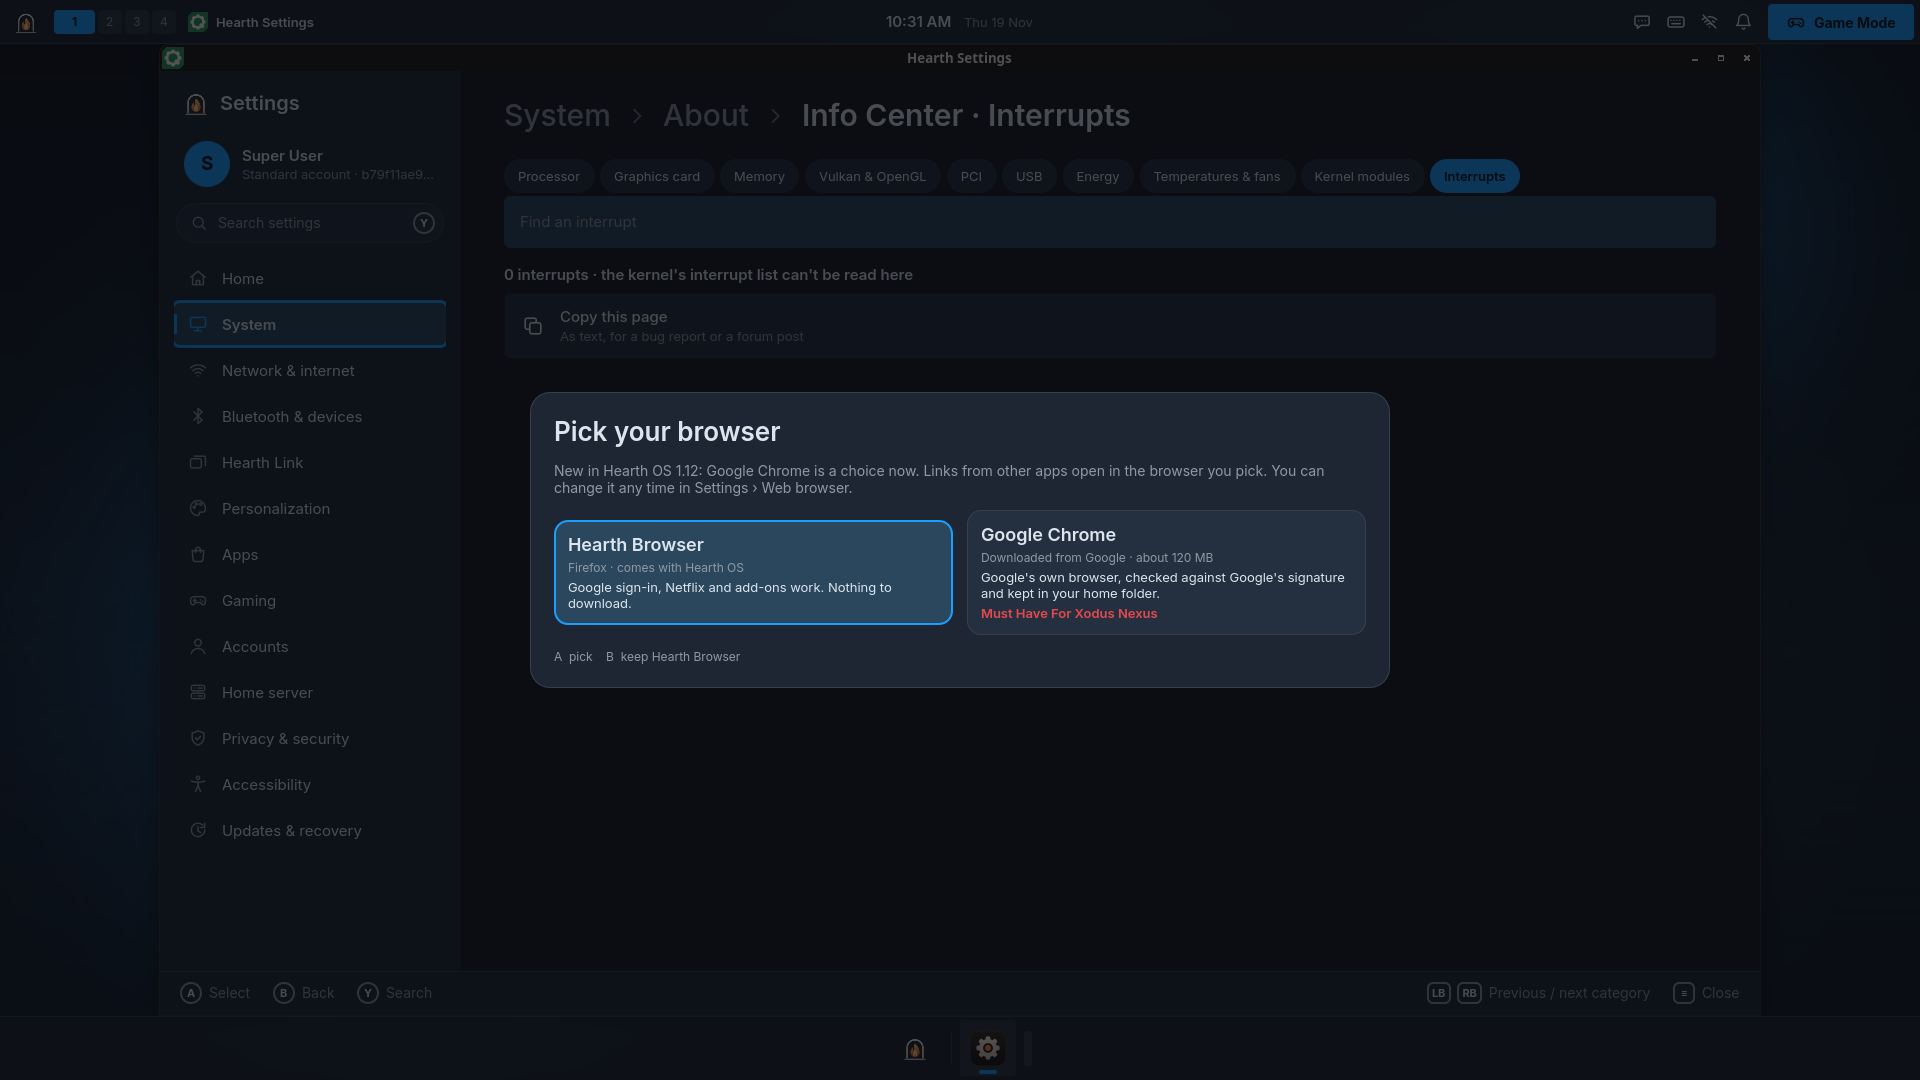 1 2 3 4 Hearth Settings 10:31 AM Thu 19 Nov Game Mode
Hearth Settings
Settings
Super User
Standard account · b79f11ae9...
S
Search settings Y
Home
System
Network & internet
Bluetooth & devices
Hearth Link
Personalization
Apps
Gaming
Accounts
Home server
Privacy & security
Accessibility
Updates & recovery
System › About › Info Center · Interrupts
Processor Graphics card Memory Vulkan & OpenGL PCI USB Energy Temperatures & fans Kernel modules Interrupts
Find an interrupt
0 interrupts · the kernel's interrupt list can't be read here
Copy this page
As text, for a bug report or a forum post
Pick your browser
New in Hearth OS 1.12: Google Chrome is a choice now. Links from other apps open in the browser you pick. You can
change it any time in Settings › Web browser.
Hearth Browser
Firefox · comes with Hearth OS
Google sign-in, Netflix and add-ons work. Nothing to
download.
Google Chrome
Downloaded from Google · about 120 MB
Google's own browser, checked against Google's signature
and kept in your home folder.
Must Have For Xodus Nexus
A pick B keep Hearth Browser
A Select B Back Y Search LB RB Previous / next category ≡ Close